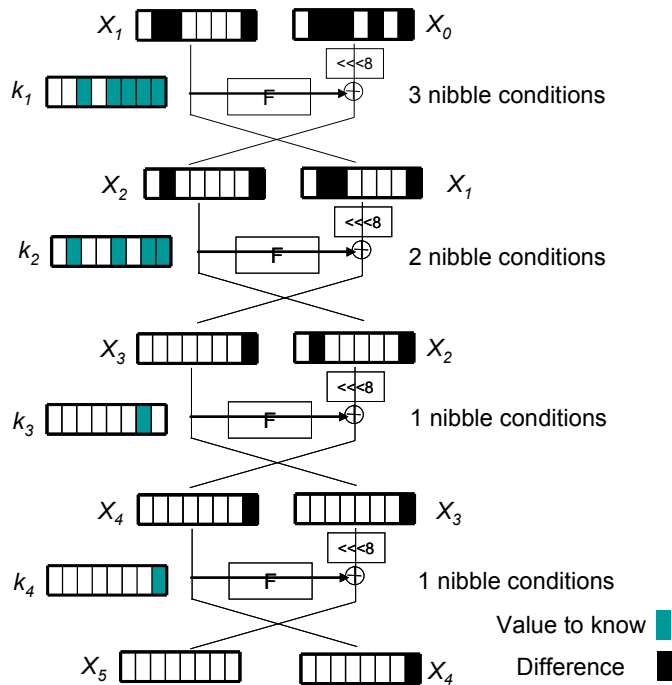 X1 X0
<<<8
k1 F 3 nibble conditions
X2 X1
<<<8
k2 F 2 nibble conditions
X3 X2
<<<8
k3 F 1 nibble conditions
X4 X3
<<<8
k4 F 1 nibble conditions
Value to know
X5 X4
Difference